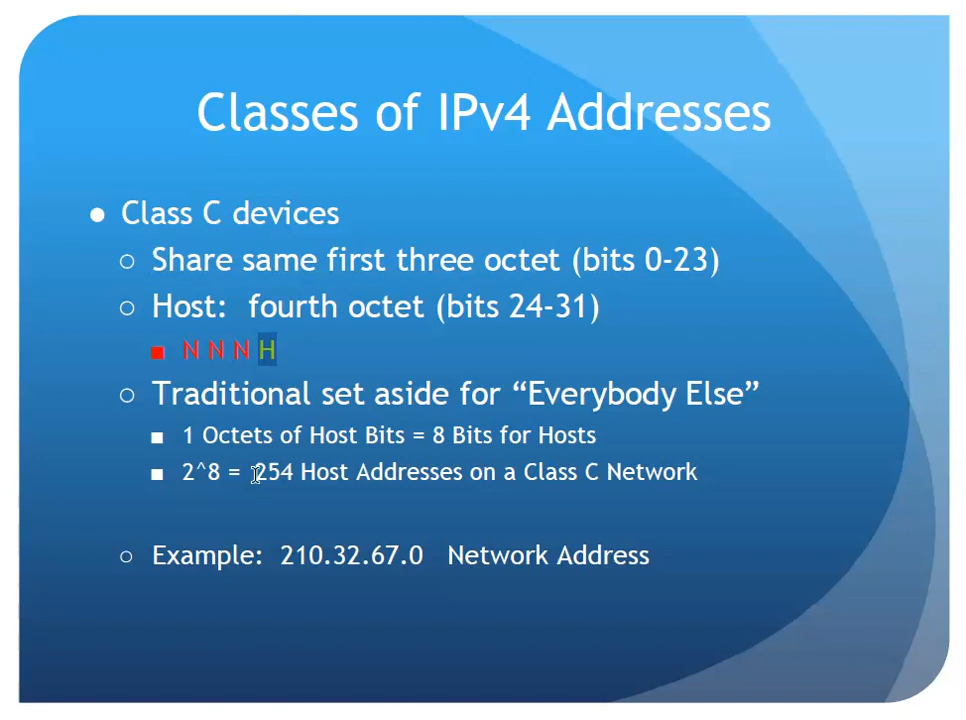 Classes of IPv4 Addresses
Class C devices
Share same first three octet (bits 0-23)
Host: fourth octet (bits 24-31)
N N N H
Traditional set aside for “Everybody Else”
1 Octets of Host Bits = 8 Bits for Hosts
2^8 = 254 Host Addresses on a Class C Network
Example: 210.32.67.0 Network Address